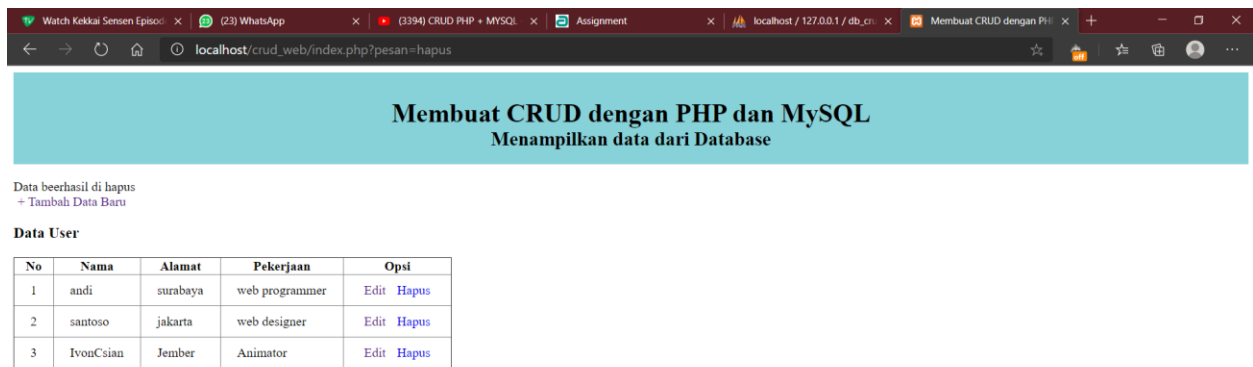 Watch Kekkai Sensen Episod
(23) WhatsApp
(3394) CRUD PHP + MYSQL
Assignment
localhost / 127.0.0.1 / db_cru
Membuat CRUD dengan PH
localhost/crud_web/index.php?pesan=hapus
off
Membuat CRUD dengan PHP dan MySQL
Menampilkan data dari Database
Data beerhasil di hapus
+ Tambah Data Baru
Data User
No Nama Alamat Pekerjaan Opsi
1 andi surabaya web programmer Edit Hapus
2 santoso jakarta web designer Edit Hapus
3 IvonCsian Jember Animator Edit Hapus